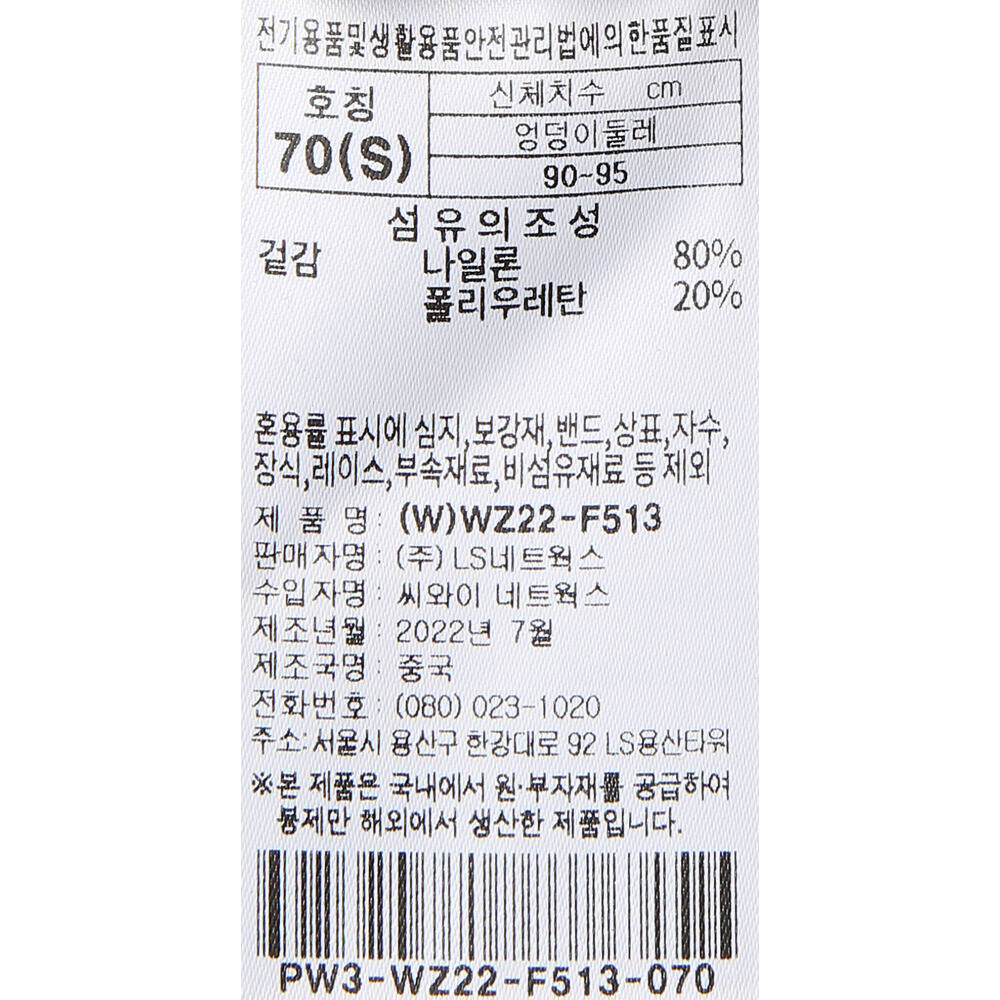 전기용품및생활용품안전관리법에의한품질표시
호칭
70(S)
신체치수 cm
엉덩이둘레
90~95
섬유의조성
겉감 나일론 80%
폴리우레탄 20%
혼용률 표시에 심지,보강재,밴드,상표,자수,
장식,레이스,부속재료,비섬유재료 등 제외
제 품 명 : (W)WZ22-F513
판매자명 : (주) LS네트웍스
수입자명 : 씨와이 네트웍스
제조년월 : 2022년 7월
제조국명 : 중국
전화번호 : (080) 023-1020
주소: 서울시 용산구 한강대로 92 LS용산타워
※본 제품은 국내에서 원·부자재를 공급하여
봉제만 해외에서 생산한 제품입니다.
PW3-WZ22-F513-070